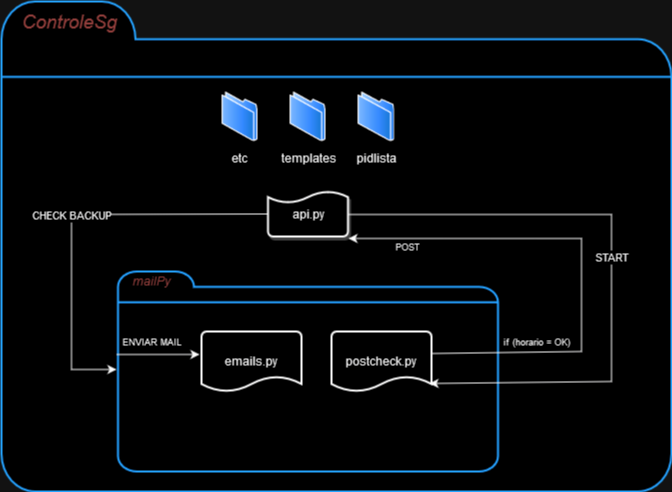 ControleSg
etc
templates
pidlista
api.py
CHECK BACKUP
POST
START
mailPy
ENVIAR MAIL
emails.py
postcheck.py
if (horario = OK)